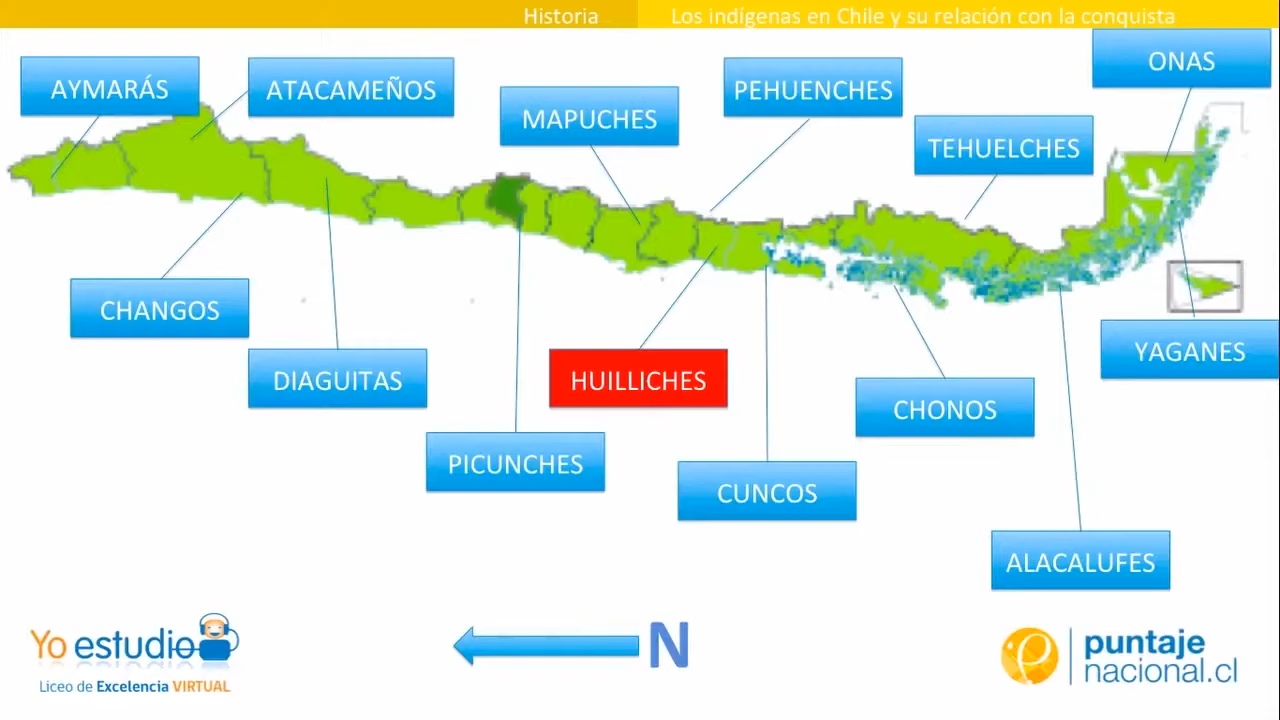 Historia
Los indígenas en Chile y su relación con la conquista
ONAS
AYMARÁS
ATACAMEÑOS
PEHUENCHES
MAPUCHES
TEHUELCHES
CHANGOS
YAGANES
DIAGUITAS
HUILLICHES
CHONOS
PICUNCHES
CUNCOS
ALACALUFES
Yo estudio
Liceo de Excelencia VIRTUAL
N
puntaje
nacional.cl